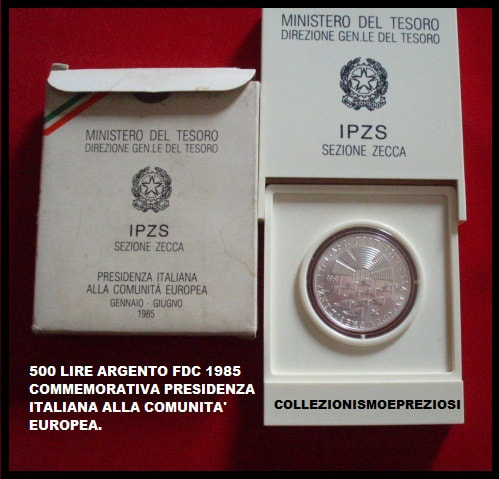 MINISTERO DEL TESORO
DIREZIONE GEN.LE DEL TESORO
IPZS
SEZIONE ZECCA
MINISTERO DEL TESORO
DIREZIONE GEN.LE DEL TESORO
IPZS
SEZIONE ZECCA
PRESIDENZA ITALIANA
ALLA COMUNITÀ EUROPEA
GENNAIO - GIUGNO
1985
500 LIRE ARGENTO FDC 1985
COMMEMORATIVA PRESIDENZA
ITALIANA ALLA COMUNITA'
EUROPEA.
COLLEZIONISMOEPREZIOSI